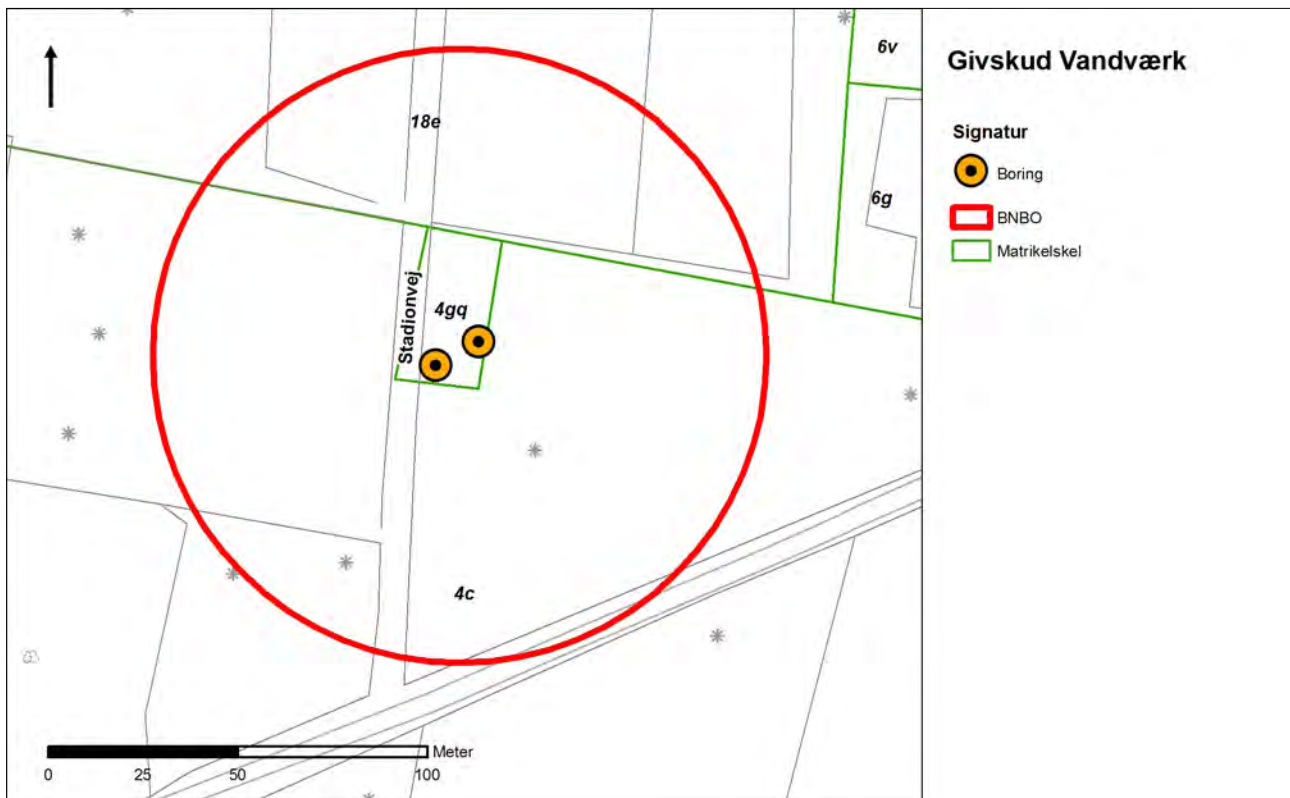 Givskud Vandværk
Signatur
Boring
BNBO
Matrikelskel
6v
18e
6g
Stadionvej
4gq
4c
Meter
0 25 50 100